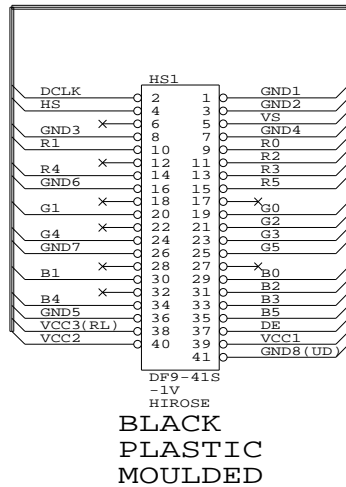 HS1
DCLK 2 1 GND1
HS 4 3 GND2
6 5 VS
GND3 8 7 GND4
R1 10 9 R0
12 11 R2
R4 14 13 R3
GND6 16 15 R5
18 17
G1 20 19 G0
22 21 G2
G4 24 23 G3
GND7 26 25 G5
28 27
B1 30 29 B0
32 31 B2
B4 34 33 B3
GND5 36 35 B5
VCC3(RL) 38 37 DE
VCC2 40 39 VCC1
41 GND8(UD)
DF9-41S
-1V
HIROSE
BLACK
PLASTIC
MOULDED